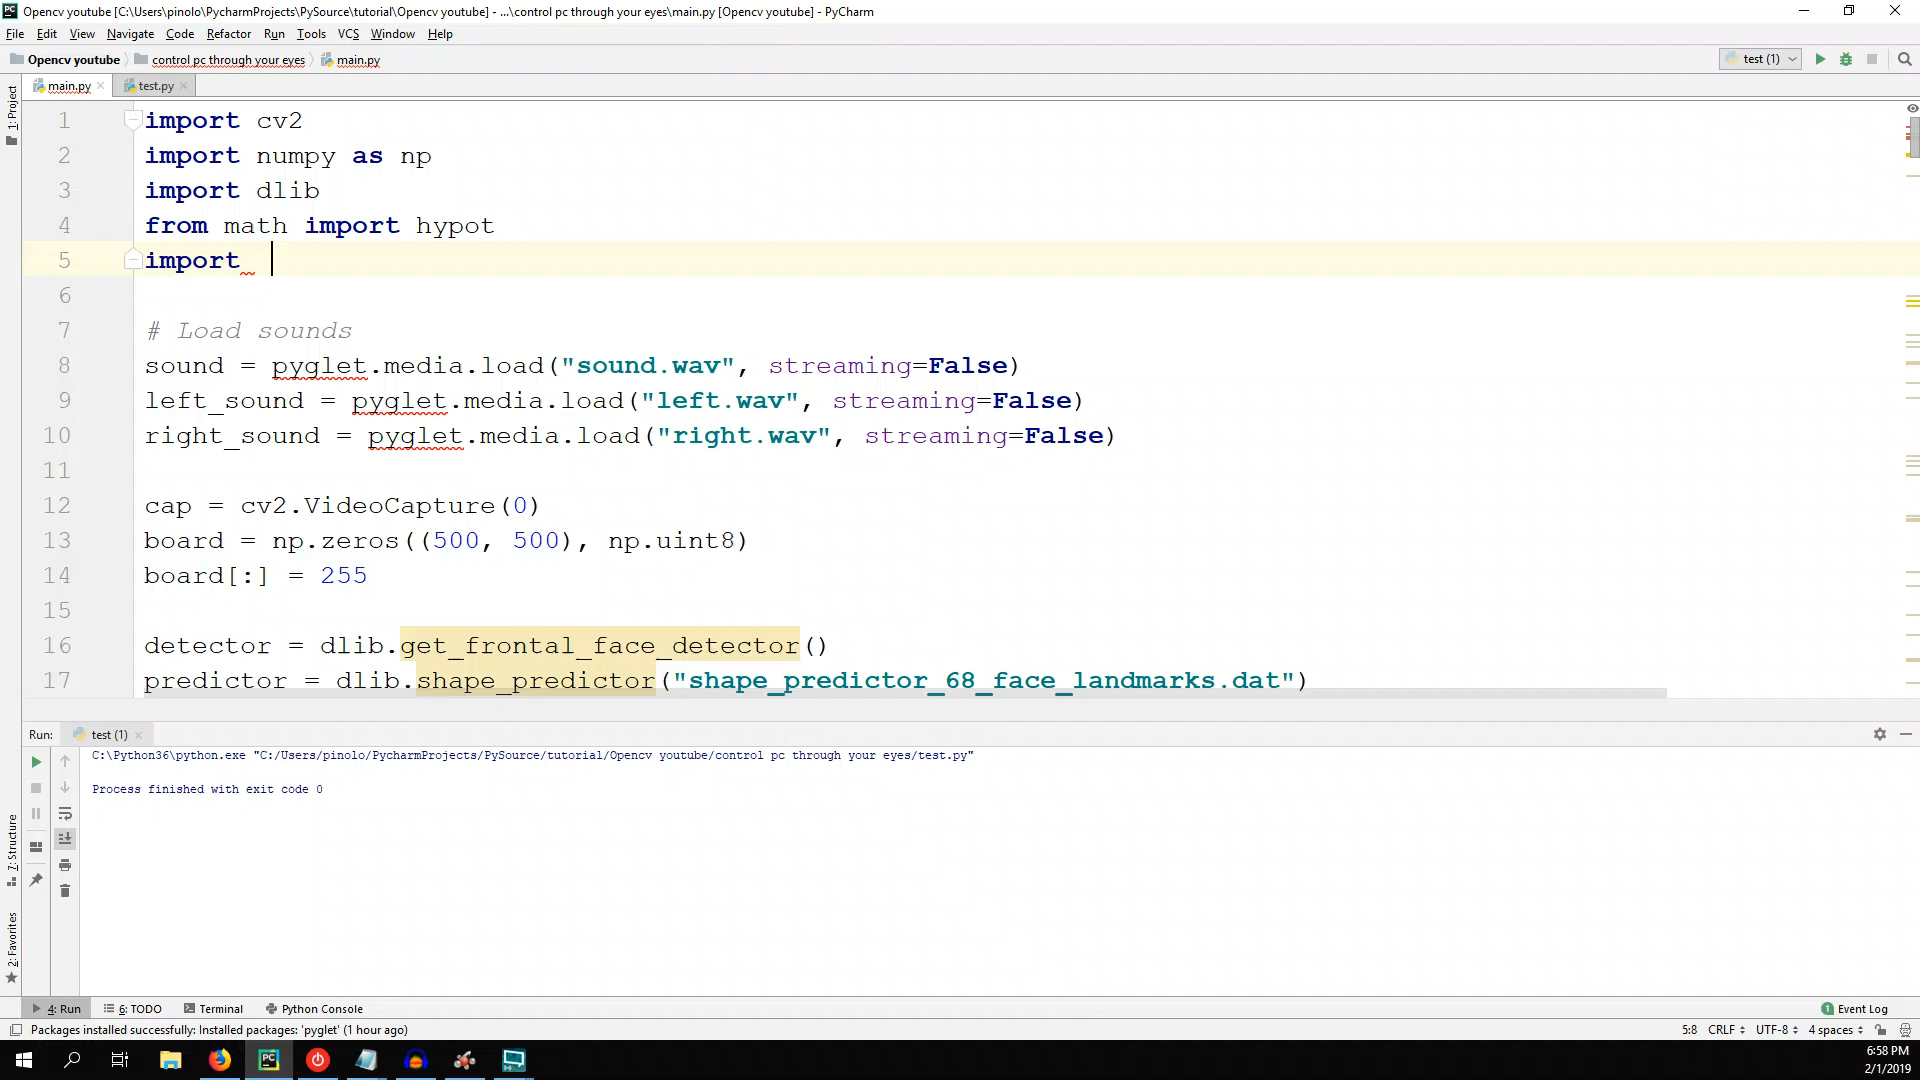 Opencv youtube [C:\Users\pinolo\PycharmProjects\PySource\tutorial\Opencv youtube] - ...\control pc through your eyes\main.py [Opencv youtube] - PyCharm
File Edit View Navigate Code Refactor Run Tools VCS Window Help
Opencv youtube control pc through your eyes main.py test (1)
main.py test.py
1: Project
1 import cv2
2 import numpy as np
3 import dlib
4 from math import hypot
5 import
6
7 # Load sounds
8 sound = pyglet.media.load("sound.wav", streaming=False)
9 left_sound = pyglet.media.load("left.wav", streaming=False)
10 right_sound = pyglet.media.load("right.wav", streaming=False)
11
12 cap = cv2.VideoCapture(0)
13 board = np.zeros((500, 500), np.uint8)
14 board[:] = 255
15
16 detector = dlib.get_frontal_face_detector()
17 predictor = dlib.shape_predictor("shape_predictor_68_face_landmarks.dat")
Run: test (1)
C:\Python36\python.exe "C:/Users/pinolo/PycharmProjects/PySource/tutorial/Opencv youtube/control pc through your eyes/test.py"
Process finished with exit code 0
7: Structure
2: Favorites
4: Run 6: TODO Terminal Python Console 1 Event Log
Packages installed successfully: Installed packages: 'pyglet' (1 hour ago) 5:8 CRLF UTF-8 4 spaces
6:58 PM
2/1/2019